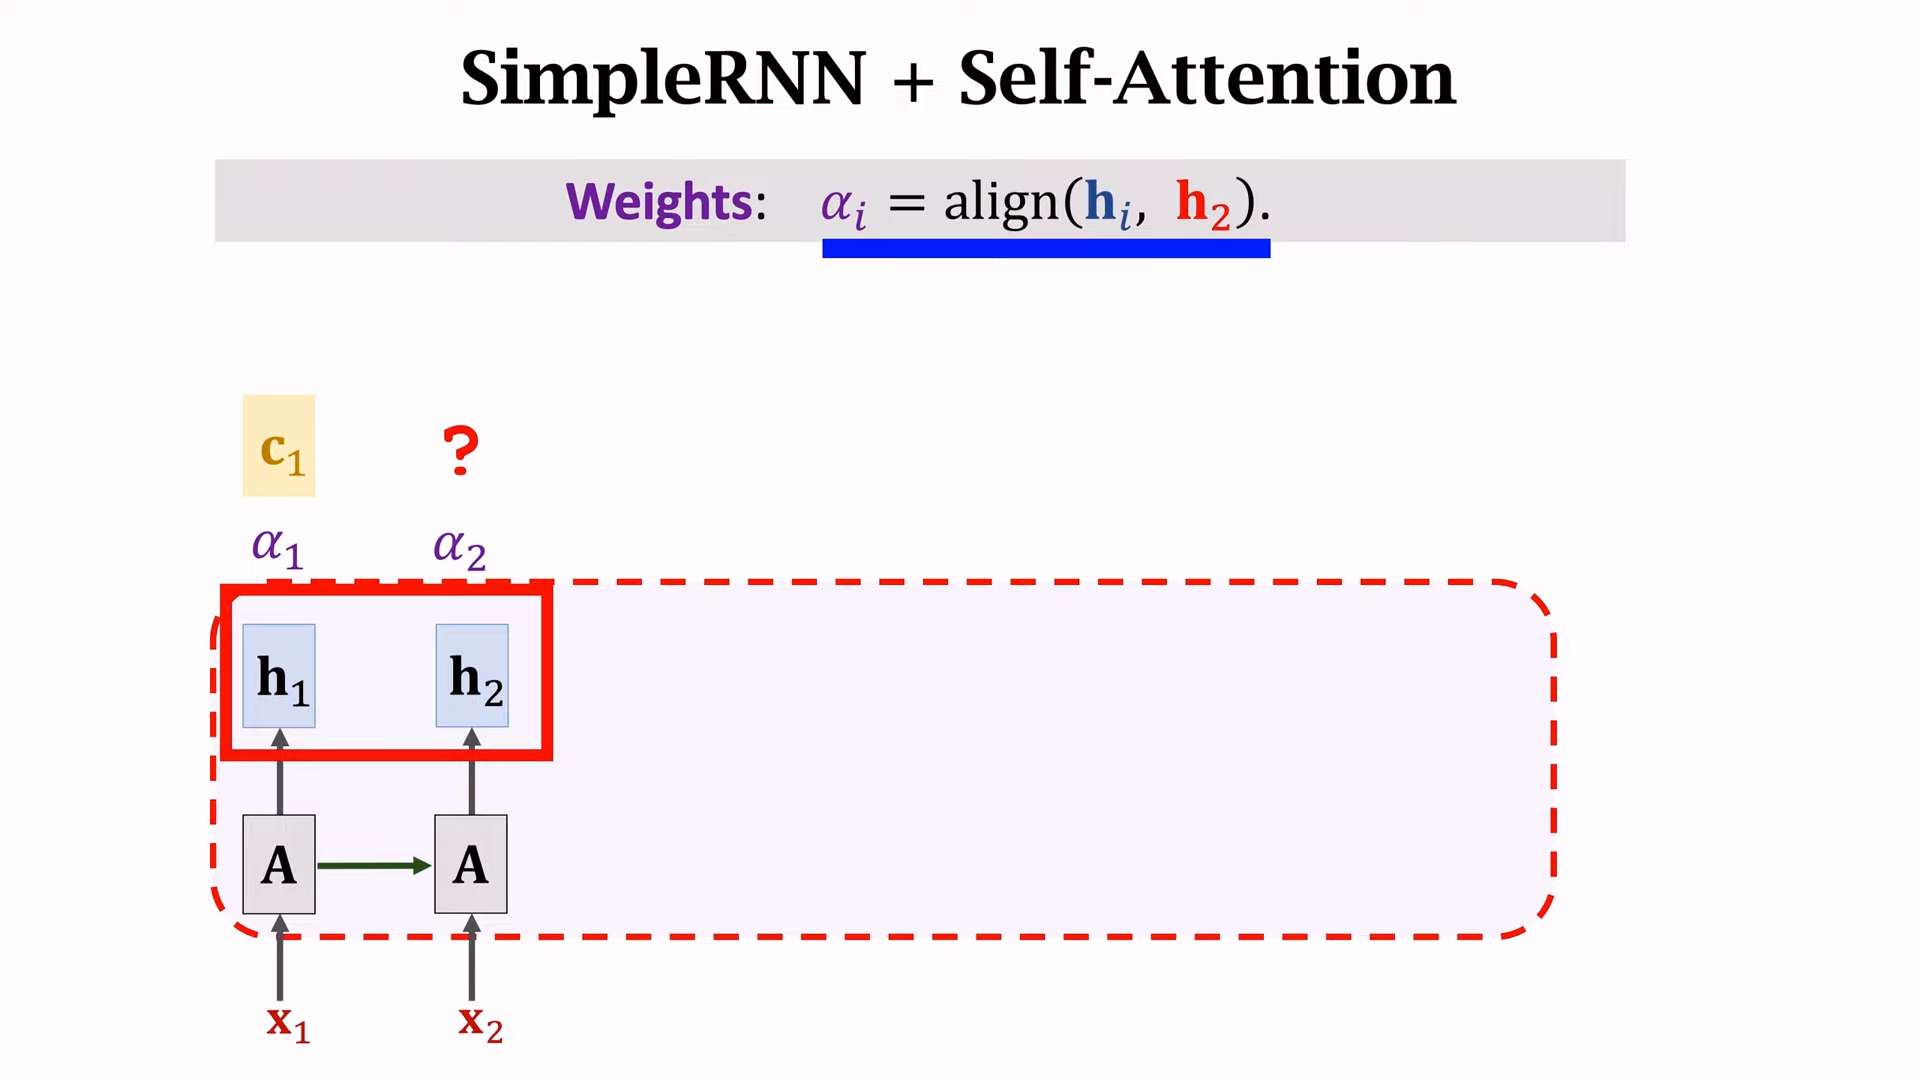 SimpleRNN + Self-Attention
Weights: αᵢ = align(hᵢ, h₂).
c₁ ?
α₁ α₂
h₁ h₂
A A
x₁ x₂